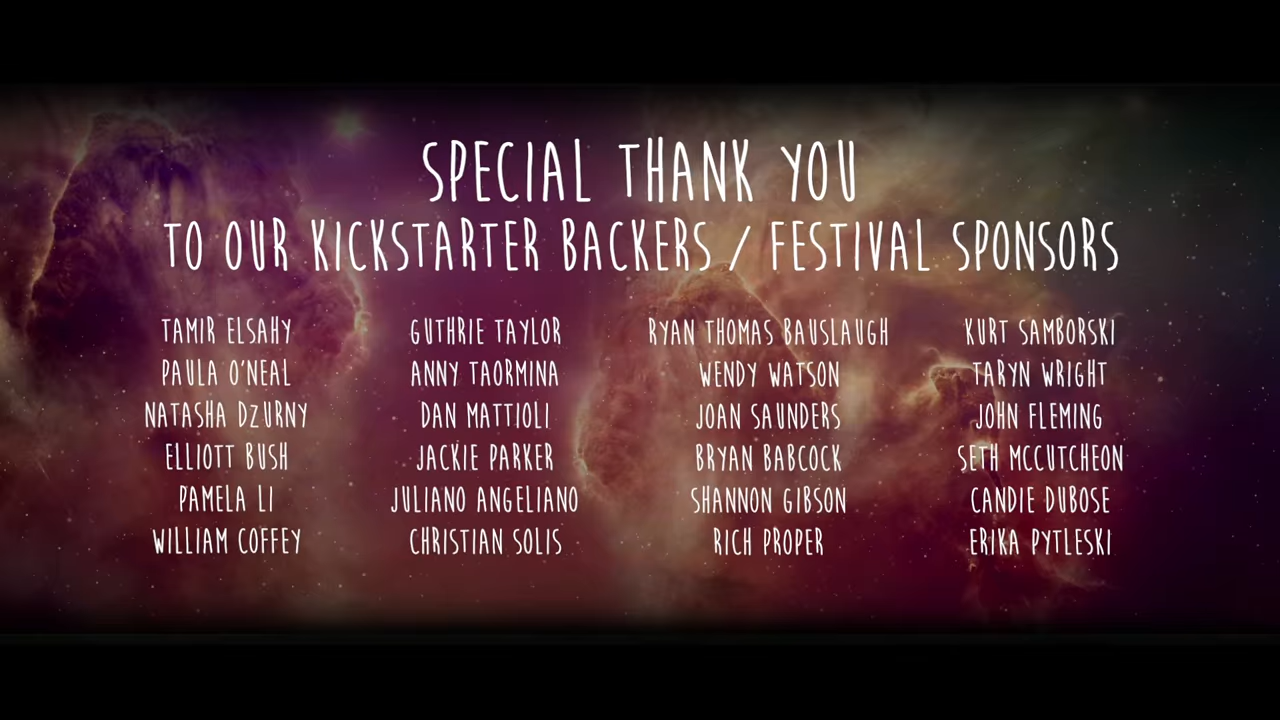 SPECIAL THANK YOU
TO OUR KICKSTARTER BACKERS / FESTIVAL SPONSORS
TAMIR ELSAHY
PAULA O'NEAL
NATASHA DZURNY
ELLIOTT BUSH
PAMELA LI
WILLIAM COFFEY
GUTHRIE TAYLOR
ANNY TAORMINA
DAN MATTIOLI
JACKIE PARKER
JULIANO ANGELIANO
CHRISTIAN SOLIS
RYAN THOMAS BAUSLAUGH
WENDY WATSON
JOAN SAUNDERS
BRYAN BABCOCK
SHANNON GIBSON
RICH PROPER
KURT SAMBORSKI
TARYN WRIGHT
JOHN FLEMING
SETH MCCUTCHEON
CANDIE DUBOSE
ERIKA PYTLESKI